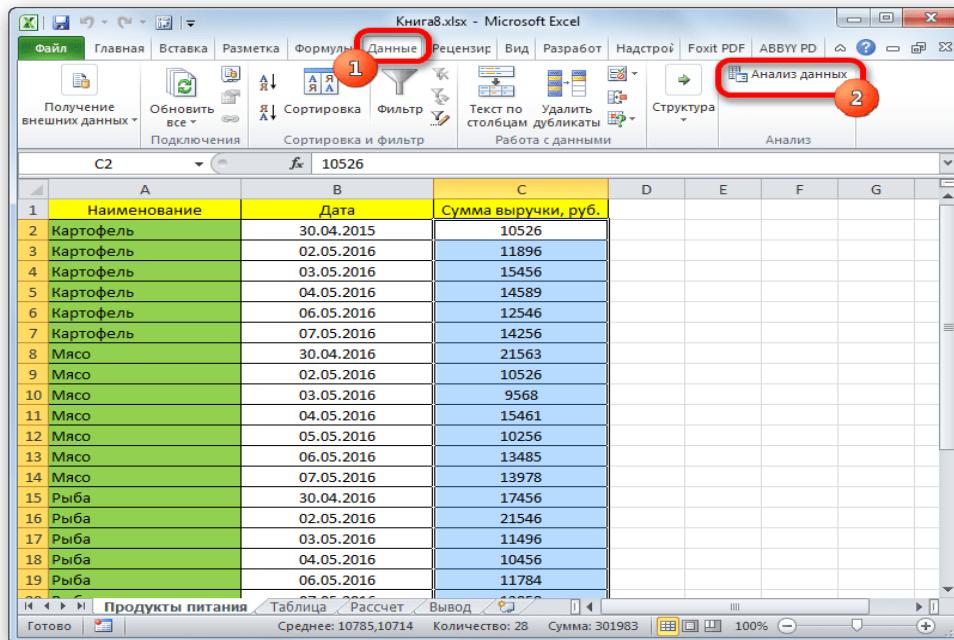 Книга8.xlsx - Microsoft Excel
Файл Главная Вставка Разметка Формулы Данные Рецензир Вид Разработ Надстрой Foxit PDF ABBYY PD
1
2
Получение внешних данных
Обновить все
Подключения
Сортировка
Фильтр
Сортировка и фильтр
Текст по столбцам
Удалить дубликаты
Работа с данными
Структура
Анализ данных
Анализ
C2 fx 10526
A B C D E F G
1 Наименование Дата Сумма выручки, руб.
2 Картофель 30.04.2015 10526
3 Картофель 02.05.2016 11896
4 Картофель 03.05.2016 15456
5 Картофель 04.05.2016 14589
6 Картофель 06.05.2016 12546
7 Картофель 07.05.2016 14256
8 Мясо 30.04.2016 21563
9 Мясо 02.05.2016 10526
10 Мясо 03.05.2016 9568
11 Мясо 04.05.2016 15461
12 Мясо 05.05.2016 10256
13 Мясо 06.05.2016 13485
14 Мясо 07.05.2016 13978
15 Рыба 30.04.2016 17456
16 Рыба 02.05.2016 21546
17 Рыба 03.05.2016 11496
18 Рыба 04.05.2016 10456
19 Рыба 06.05.2016 11784
Продукты питания Таблица Рассчет Вывод
Готово Среднее: 10785,10714 Количество: 28 Сумма: 301983 100%